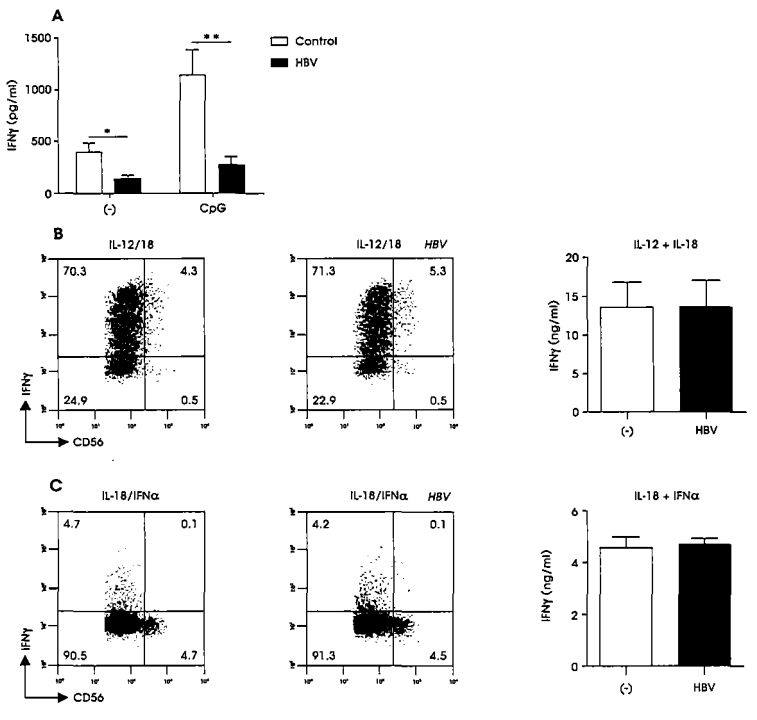 A
1500
1000
500
0
IFNγ (pg/ml)
* **
Control
HBV
(-) CpG
B
IL-12/18
70.3 4.3
24.9 0.5
IFNγ
CD56
IL-12/18 HBV
71.3 5.3
22.9 0.5
IL-12 + IL-18
20
15
10
5
0
IFNγ (ng/ml)
(-) HBV
C
IL-18/IFNα
4.7 0.1
90.5 4.7
IFNγ
CD56
IL-18/IFNα HBV
4.2 0.1
91.3 4.5
IL-18 + IFNα
6
4
2
0
IFNγ (ng/ml)
(-) HBV